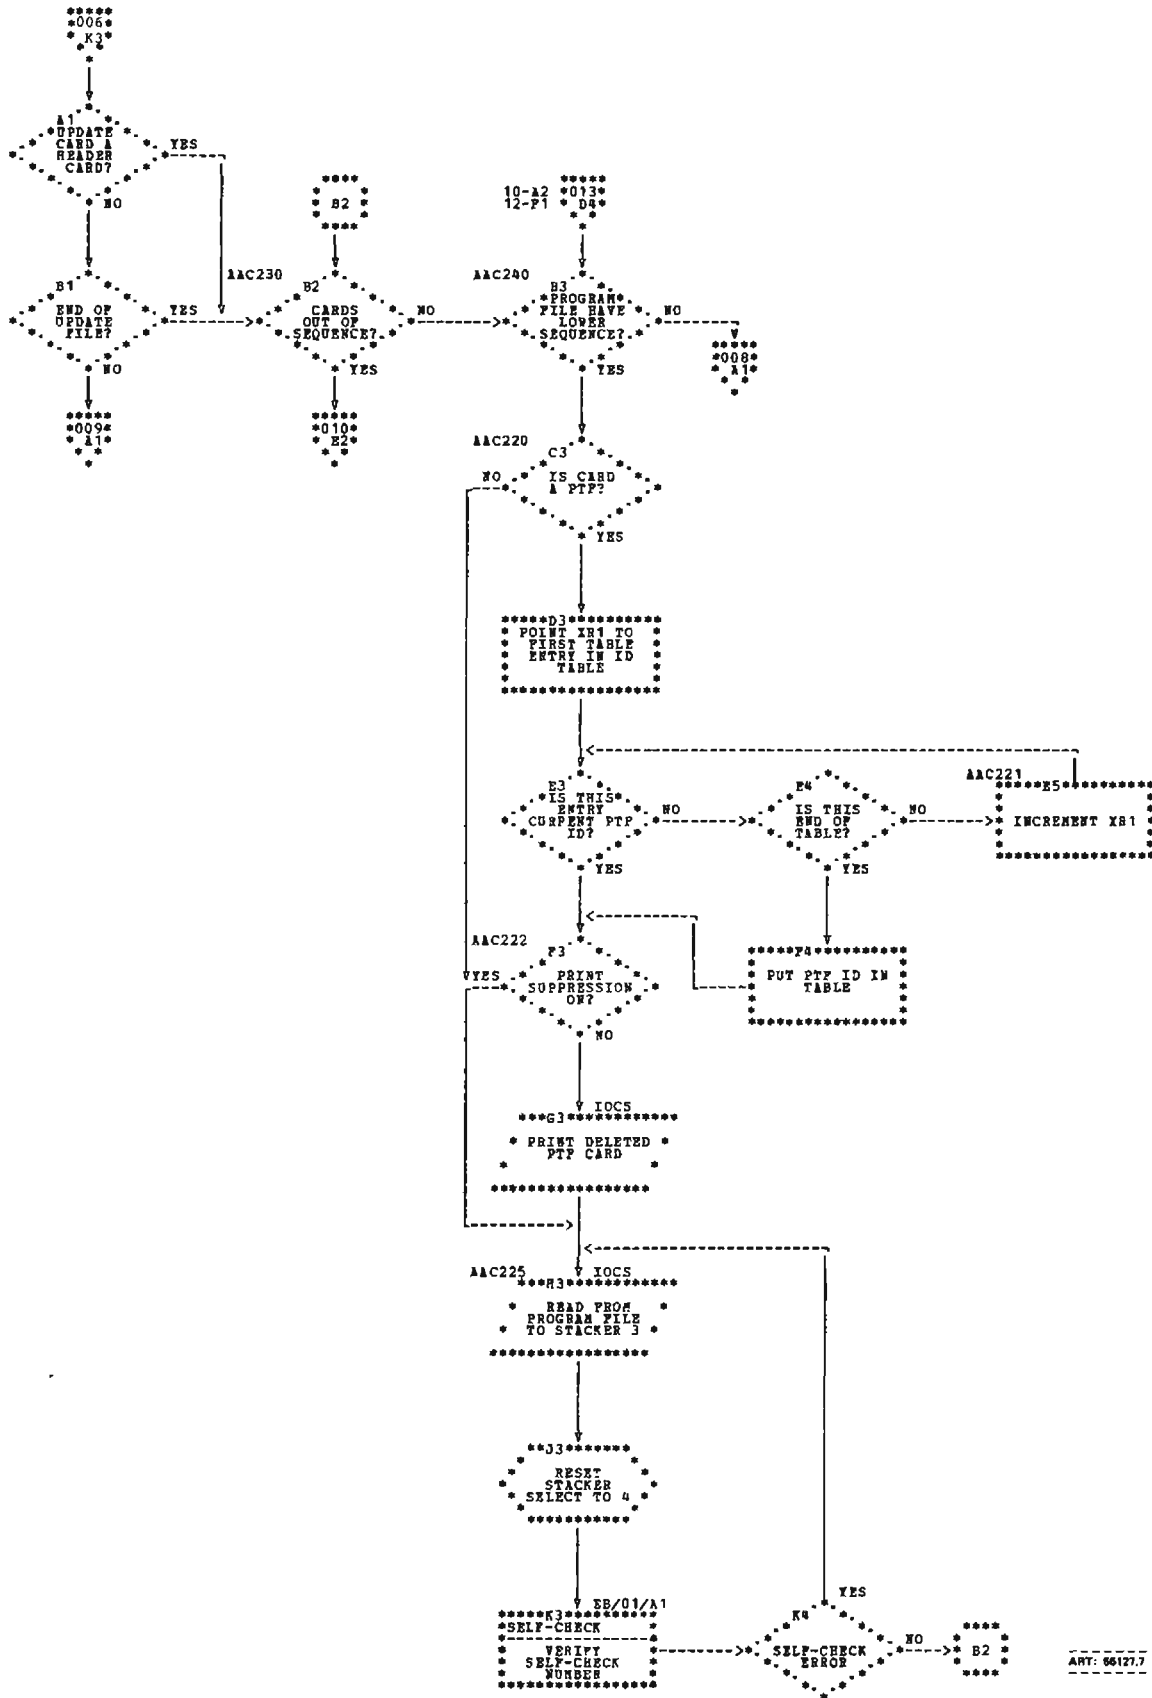 006
K3
A1
UPDATE
CARD A
HEADER
CARD?
YES
NO
B2
10-A2
12-F1
013
D4
AAC230
AAC240
B1
END OF
UPDATE
FILE?
YES
NO
B2
CARDS
OUT OF
SEQUENCE?
NO
YES
B3
PROGRAM
FILE HAVE
LOWER
SEQUENCE?
NO
YES
008
A1
009
A1
010
E2
AAC220
C3
IS CARD
A PTF?
NO
YES
D3
POINT XR1 TO
FIRST TABLE
ENTRY IN ID
TABLE
E3
IS THIS
ENTRY
CURRENT PTF
ID?
NO
YES
E4
IS THIS
END OF
TABLE?
NO
YES
AAC221
E5
INCREMENT XR1
AAC222
F3
PRINT
SUPPRESSION
ON?
YES
NO
F4
PUT PTF ID IN
TABLE
IOCS
G3
PRINT DELETED
PTF CARD
AAC225
IOCS
H3
READ FROM
PROGRAM FILE
TO STACKER 3
J3
RESET
STACKER
SELECT TO 4
EB/01/A1
K3
SELF-CHECK
VERIFY
SELF-CHECK
NUMBER
K4
SELF-CHECK
ERROR
YES
NO
B2
ART: 56127.7